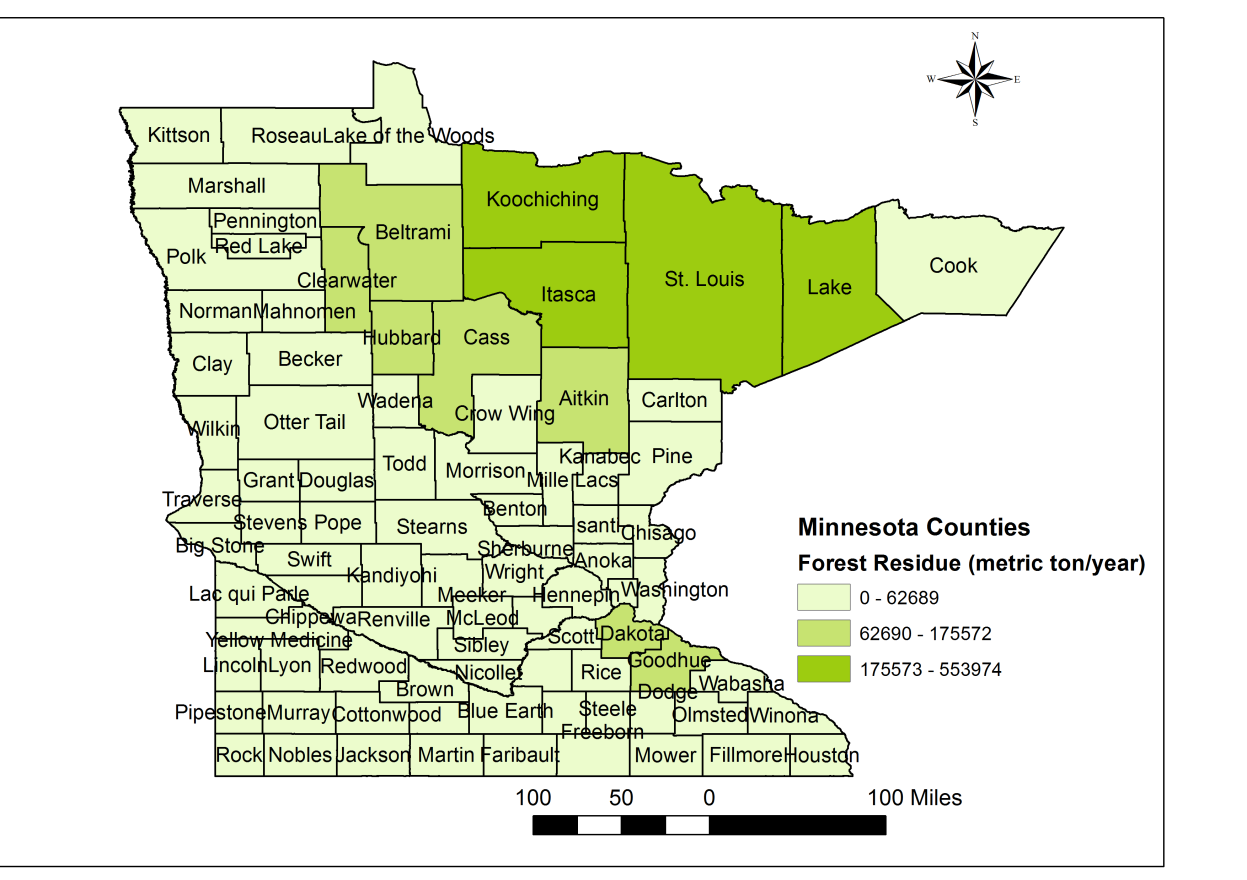 N
W E
S
Kittson
Roseau
Lake of the Woods
Marshall
Koochiching
Pennington
Beltrami
Red Lake
Polk
Cook
Clearwater
St. Louis
Lake
Itasca
Norman
Mahnomen
Hubbard
Cass
Becker
Clay
Wadena
Aitkin
Carlton
Crow Wing
Otter Tail
Wilkin
Kanabec
Pine
Todd
Morrison
Mille Lacs
Grant
Douglas
Traverse
Benton
Stevens
Pope
Stearns
santi
Chisago
Big Stone
Sherburne
Swift
Anoka
Kandiyohi
Wright
Washington
Lac qui Parle
Meeker
Hennepin
Chippewa
Renville
McLeod
Scott
Dakota
Yellow Medicine
Sibley
Goodhue
Lincoln
Lyon
Redwood
Nicollet
Rice
Wabasha
Brown
Dodge
Pipestone
Murray
Cottonwood
Blue Earth
Steele
Olmsted
Winona
Freeborn
Rock
Nobles
Jackson
Martin
Faribault
Mower
Fillmore
Houston
Minnesota Counties
Forest Residue (metric ton/year)
0 - 62689
62690 - 175572
175573 - 553974
100 50 0 100 Miles